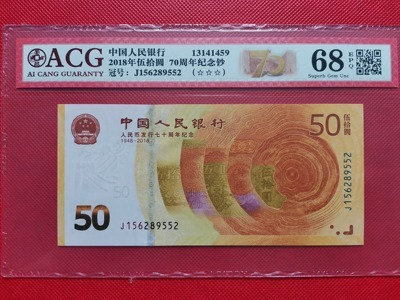 ACG
AI CANG GUARANTY
中国人民银行 13141459
2018年伍拾圆 70周年纪念钞
冠号: J156289552 (☆☆☆)
68 EPQ
Superb Gem Unc
中国人民银行
人民币发行七十周年纪念
1948-2018
50 伍拾圆
50
50
J156289552
J156289552